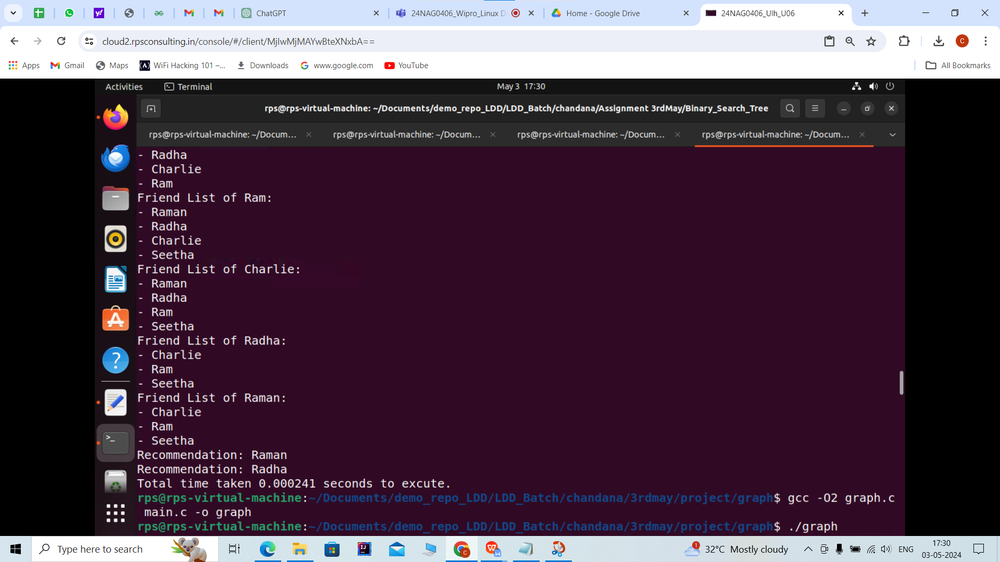 ChatGPT
24NAG0406_Wipro_Linux D
Home - Google Drive
24NAG0406_Ulh_U06
cloud2.rpsconsulting.in/console/#/client/MjIwMjMAYwBteXNxbA==
C
Apps
Gmail
Maps
WiFi Hacking 101 –...
Downloads
www.google.com
YouTube
All Bookmarks
Activities
Terminal
May 3 17:30
rps@rps-virtual-machine: ~/Documents/demo_repo_LDD/LDD_Batch/chandana/Assignment 3rdMay/Binary_Search_Tree
rps@rps-virtual-machine: ~/Docum...
rps@rps-virtual-machine: ~/Docum...
rps@rps-virtual-machine: ~/Docum...
rps@rps-virtual-machine: ~/Docum...
- Radha
- Charlie
- Ram
Friend List of Ram:
- Raman
- Radha
- Charlie
- Seetha
Friend List of Charlie:
- Raman
- Radha
- Ram
- Seetha
Friend List of Radha:
- Charlie
- Ram
- Seetha
Friend List of Raman:
- Charlie
- Ram
- Seetha
Recommendation: Raman
Recommendation: Radha
Total time taken 0.000241 seconds to excute.
rps@rps-virtual-machine:~/Documents/demo_repo_LDD/LDD_Batch/chandana/3rdmay/project/graph$ gcc -O2 graph.c
main.c -o graph
rps@rps-virtual-machine:~/Documents/demo_repo_LDD/LDD_Batch/chandana/3rdmay/project/graph$ ./graph
Type here to search
1
32°C Mostly cloudy
ENG
17:30
03-05-2024